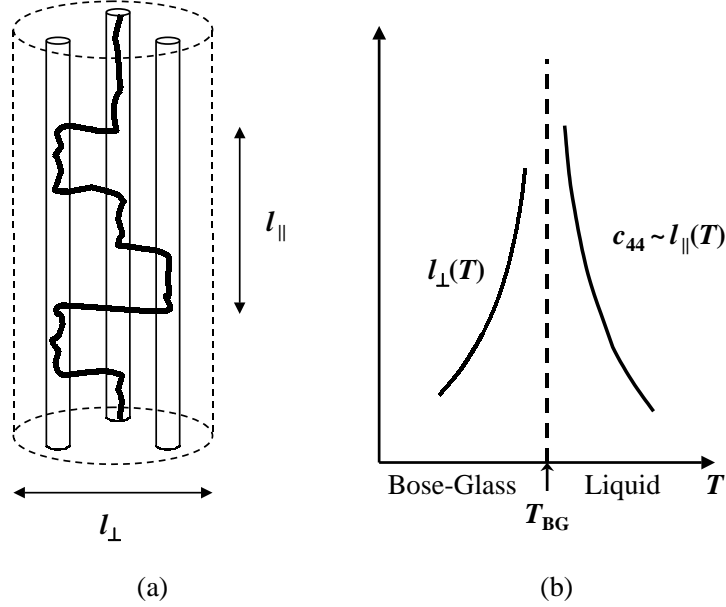 l∥
l⊥
(a)
l⊥(T)
c44 ~ l∥(T)
Bose-Glass
Liquid
T
TBG
(b)